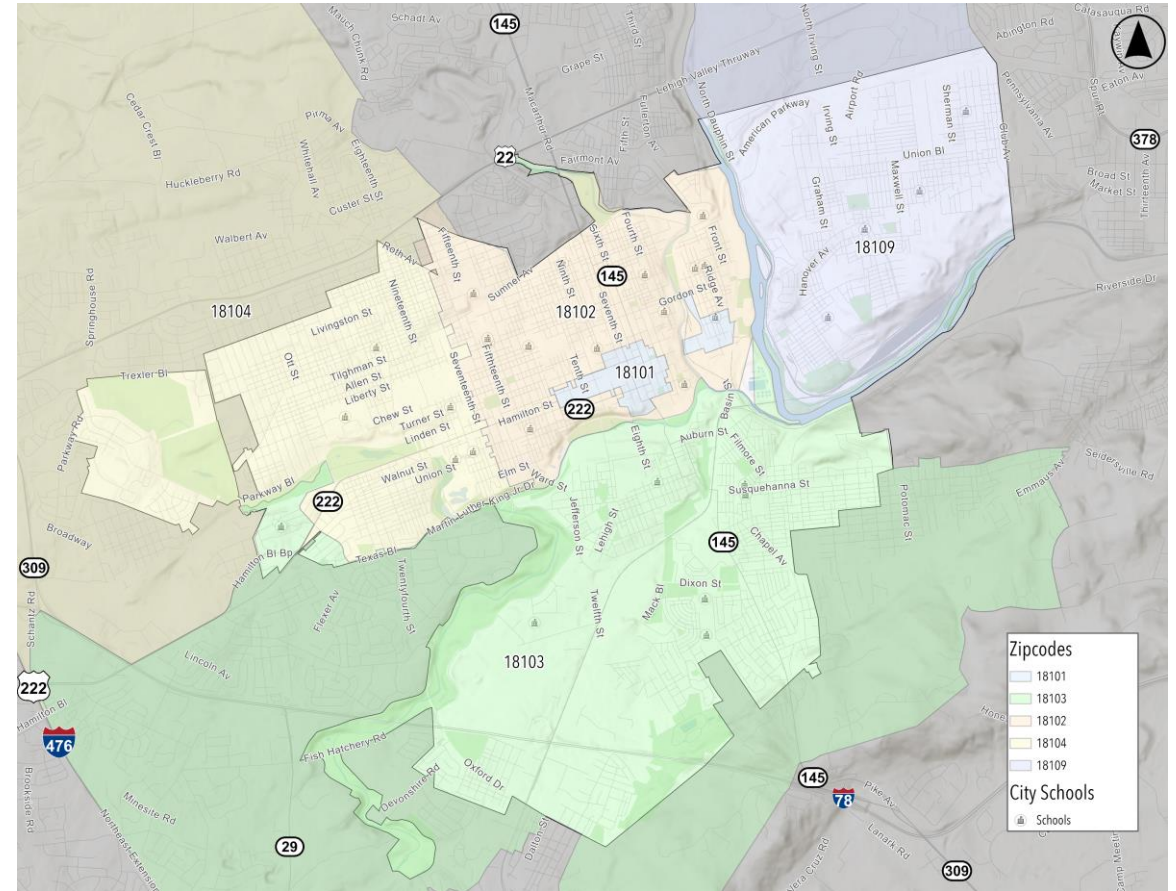 Mauch Chunk Rd
Schadt Av
145
Third St
North Irving St
Catasauqua Rd
Abington Rd
Grape St
Lehigh Valley Thruway
Eaton Av
Spur Rt
Pennsylvania Av
Macarthur Rd
Fullerton Av
Fifth St
Airport Rd
American Parkway
Irving St
Sherman St
Cedar Crest Bl
Pirma Av
North Dauphin St
Club Av
378
Whitehall Av
Eighteenth St
22
Fairmont Av
Union Bl
Broad St
Market St
Thirteenth Av
Huckleberry Rd
Custer St
Graham St
Maxwell St
Walbert Av
Roth Av
Fifteenth St
Sixth St
Fourth St
Front St
18109
Hanover Av
Springhouse Rd
Sumner Av
Ninth St
145
Ridge Av
Gordon St
Riverside Dr
18104
Livingston St
Nineteenth St
18102
Seventh St
Ott St
Tilghman St
Allen St
Liberty St
Fifhteenth St
Seventeenth St
Tenth St
18101
Trexler Bl
Chew St
Turner St
Linden St
Hamilton St
222
Basin St
Parkway Rd
Auburn St
Filmore St
Eighth St
Walnut St
Union St
Elm St
Ward St
Parkway Bl
222
Martin Luther King Jr Dr
Susquehanna St
Seidersville Rd
Emmaus Av
Potomac St
Broadway
Jefferson St
Lehigh St
145
Chapel Av
Hamilton Bl Bp
Texas Bl
309
Twentyfourth St
Dixon St
Schantz Rd
Flexer Av
Twelfth St
Mack Bl
Lincoln Av
18103
222
Hamilton Bl
476
Fish Hatchery Rd
Oxford Dr
Devonshire Rd
Brookside Rd
Minesite Rd
Northeast Extension
29
Dalton St
145
78
Pike Av
Lanark Rd
Vera Cruz Rd
309
Zipcodes
18101
18103
18102
18104
18109
City Schools
Schools